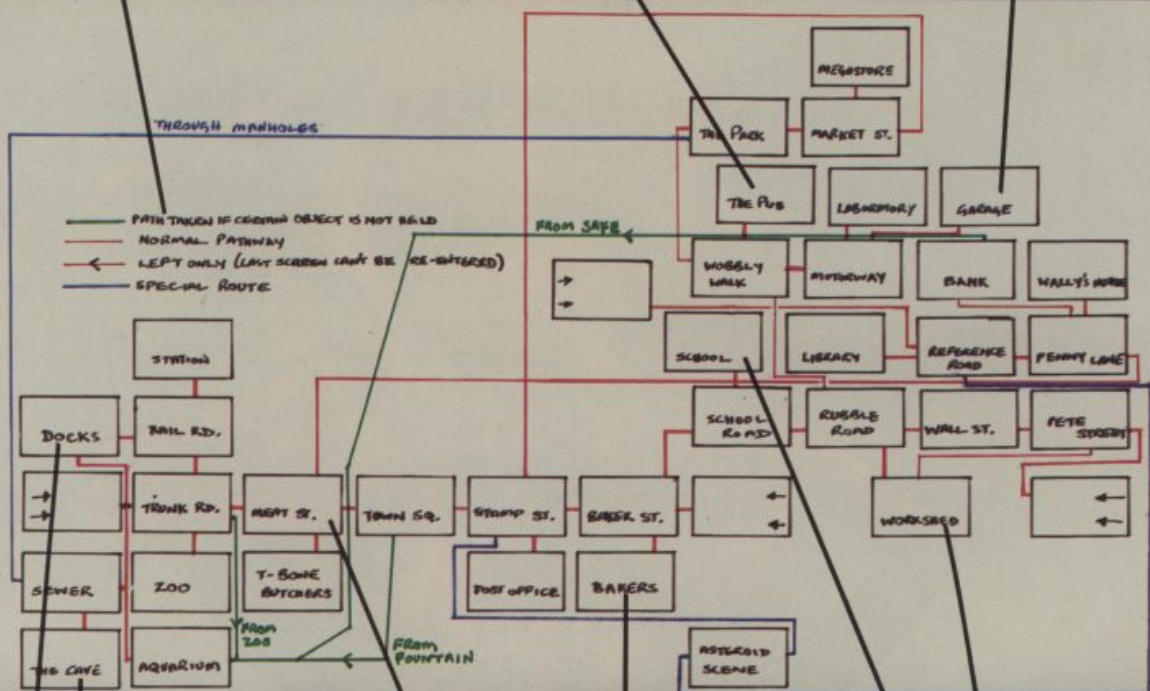 MEGASTORE
THROUGH MANHOLES
THE PARK
MARKET ST.
THE PUB
LABORMORY
GARAGE
PATH TAKEN IF CERTAIN OBJECT IS NOT HELD
NORMAL PATHWAY
LEFT ONLY (LAST SCREEN CAN'T BE RE-ENTERED)
SPECIAL ROUTE
FROM SAFE
WOBBLY
WALK
MOTORWAY
BANK
WALLY'S HOUSE
STATION
SCHOOL
LIBRARY
REFERENCE
ROAD
PENNY LANE
DOCKS
RAIL RD.
SCHOOL
ROAD
RUBBLE
ROAD
WALL ST.
PETE
STREET
TRUNK RD.
MEAT ST.
TOWN SQ.
STAMP ST.
BAKER ST.
WORKSHED
SEWER
ZOO
T-BONE
BUTCHERS
POST OFFICE
BAKERS
FROM
ZOO
FROM
FOUNTAIN
THE CAVE
AQUARIUM
ASTEROID
SCENE